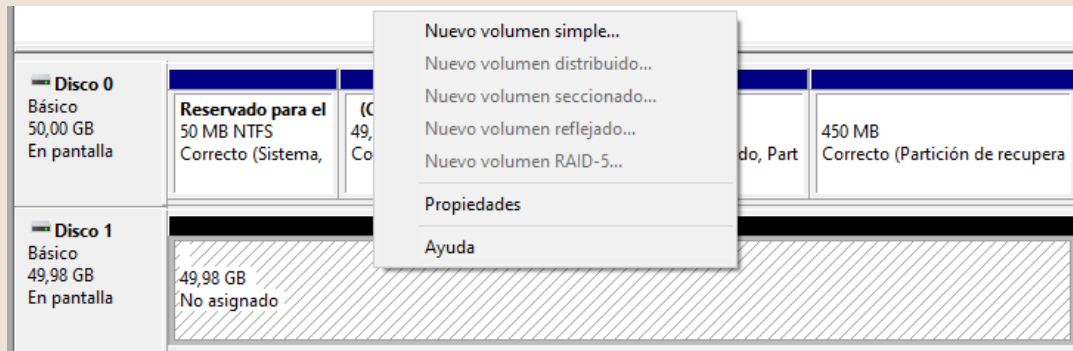 Nuevo volumen simple...
Nuevo volumen distribuido...
Nuevo volumen seccionado...
Nuevo volumen reflejado...
Nuevo volumen RAID-5...
Propiedades
Ayuda
Disco 0
Básico
50,00 GB
En pantalla
Reservado para el
50 MB NTFS
Correcto (Sistema,
(C
49,
Co
do, Part
450 MB
Correcto (Partición de recupera
Disco 1
Básico
49,98 GB
En pantalla
49,98 GB
No asignado